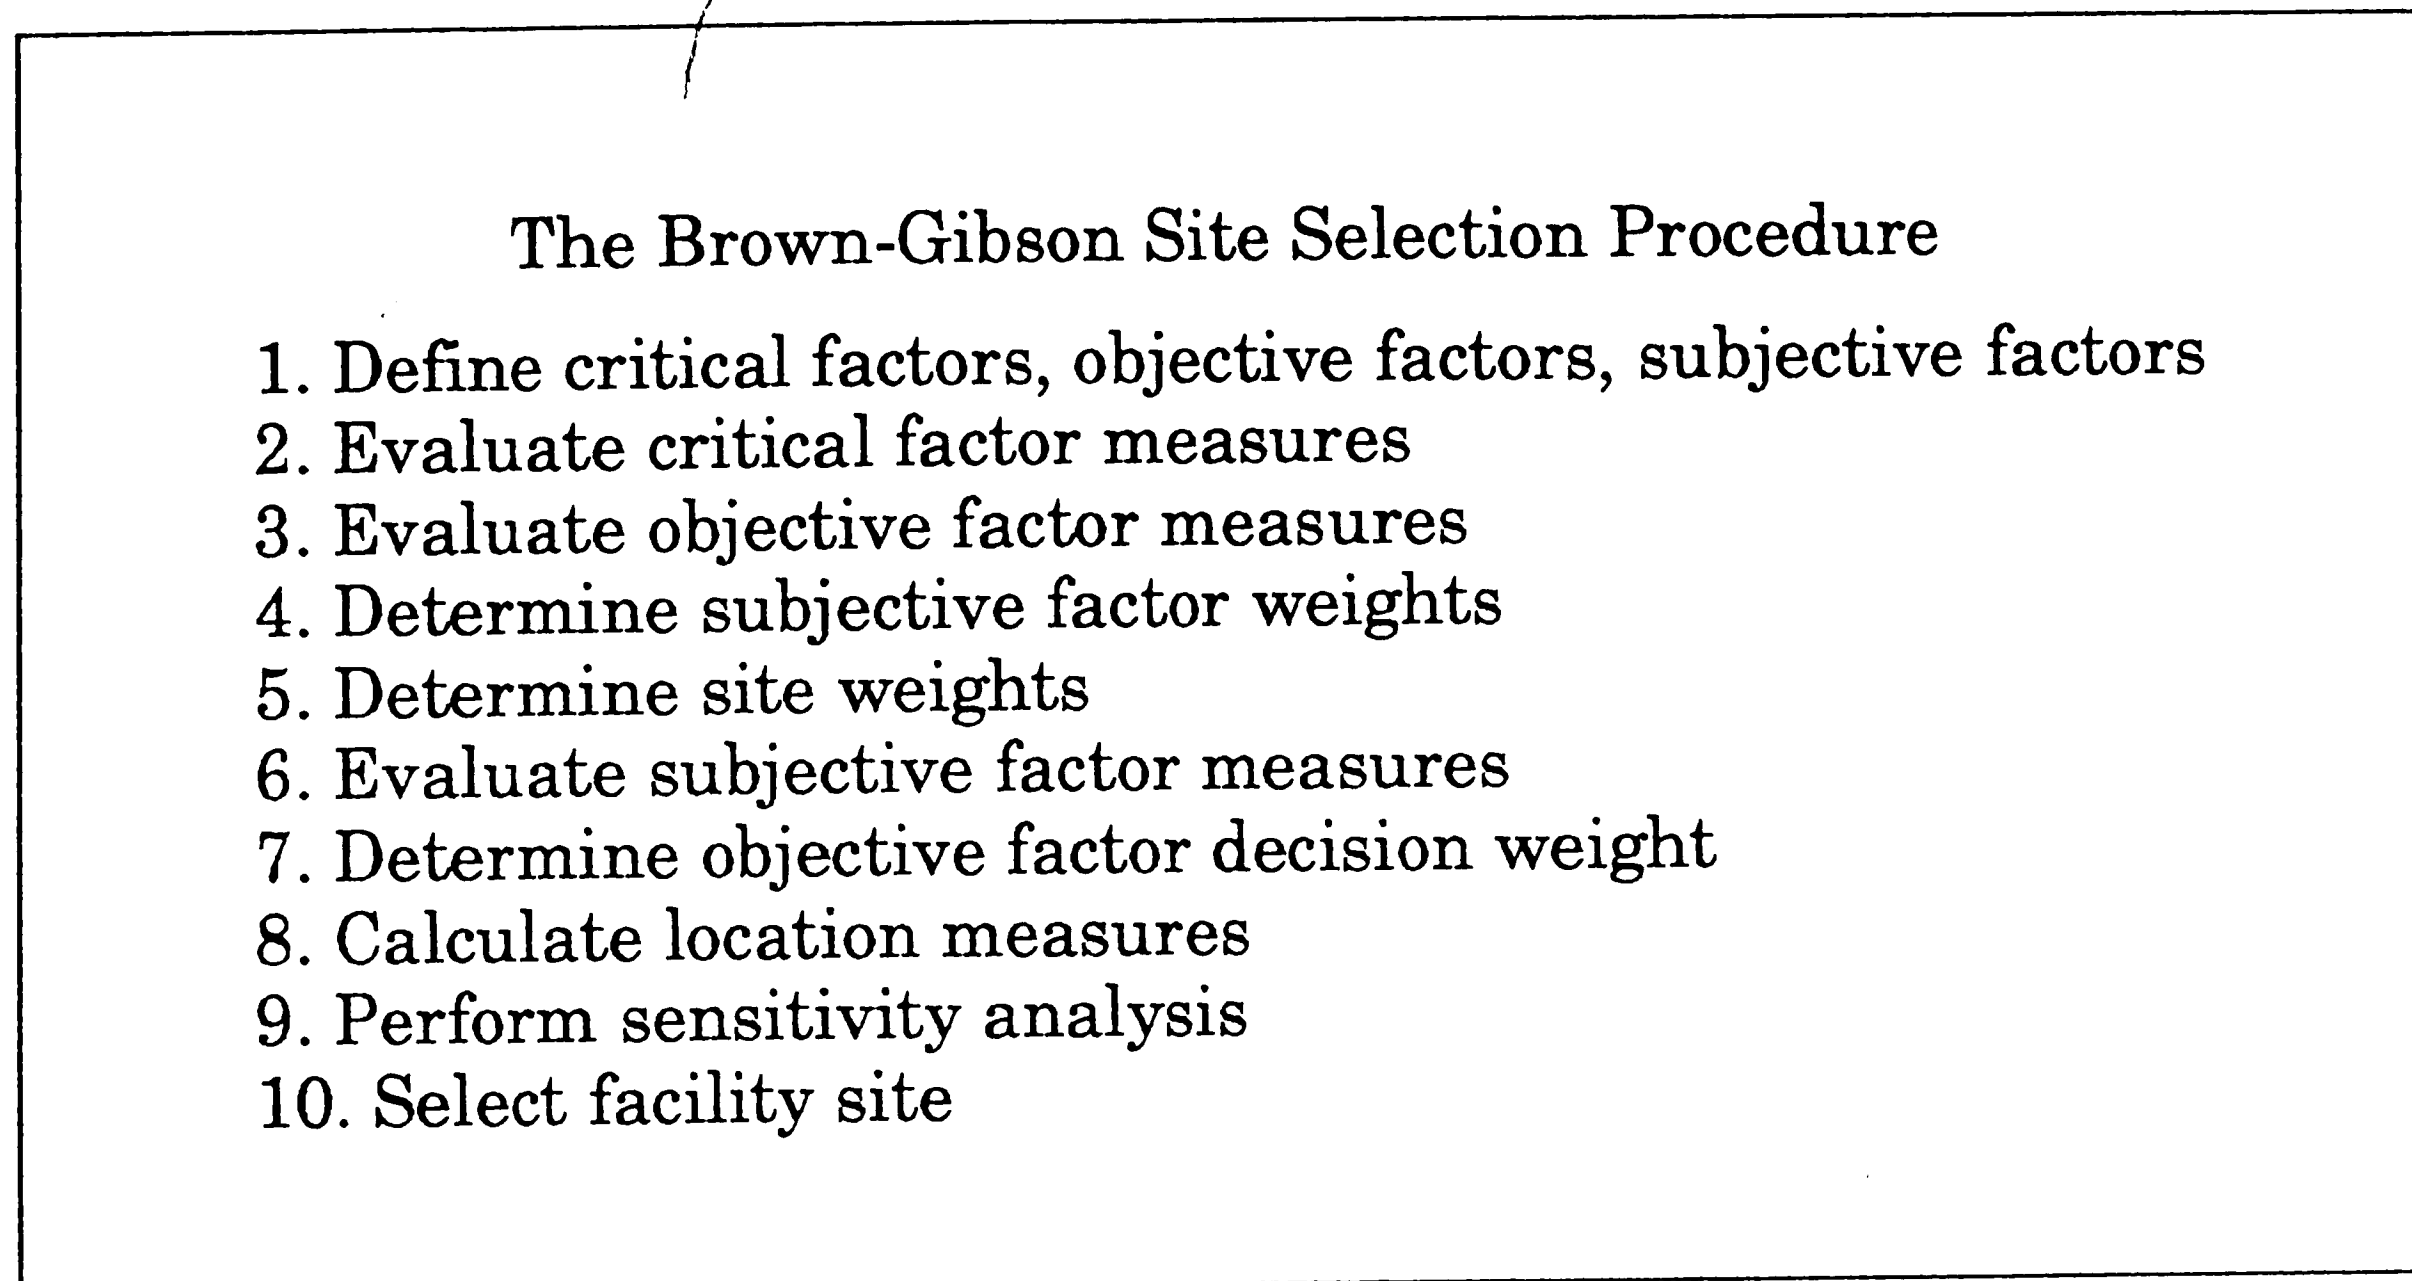 The Brown-Gibson Site Selection Procedure
1. Define critical factors, objective factors, subjective factors
2. Evaluate critical factor measures
3. Evaluate objective factor measures
4. Determine subjective factor weights
5. Determine site weights
6. Evaluate subjective factor measures
7. Determine objective factor decision weight
8. Calculate location measures
9. Perform sensitivity analysis
10. Select facility site